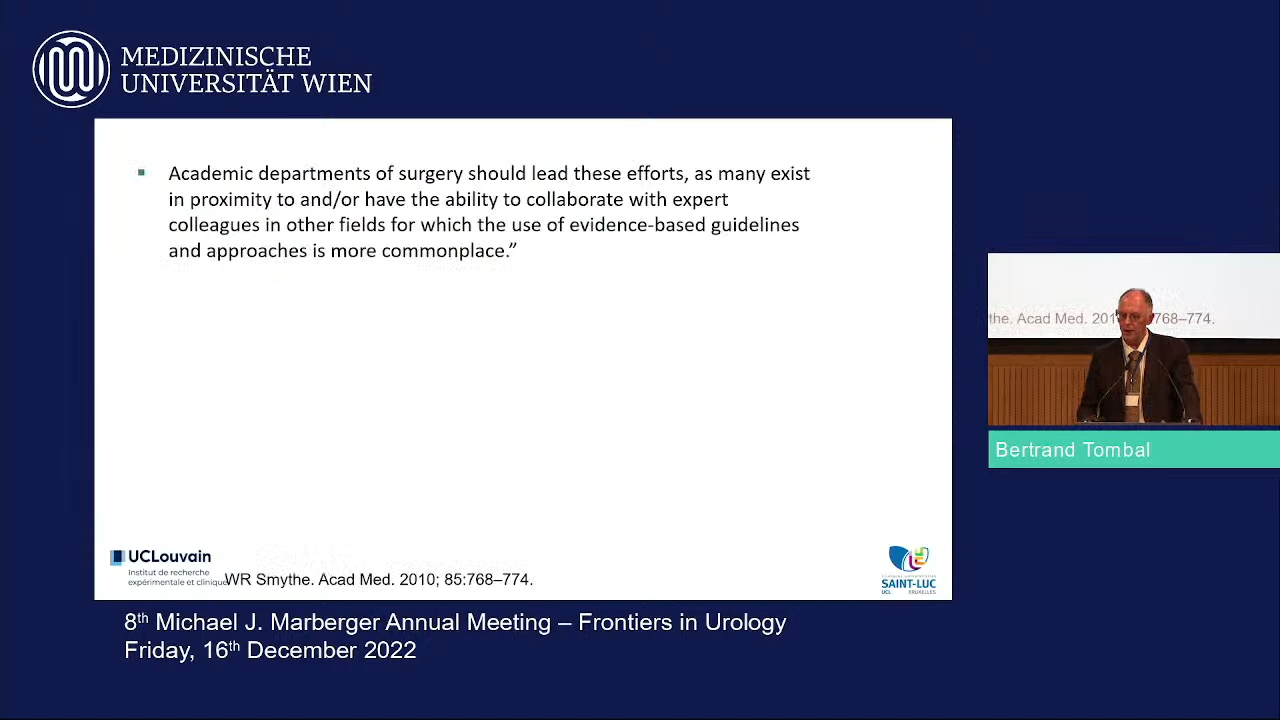 MEDIZINISCHE
UNIVERSITÄT WIEN
Academic departments of surgery should lead these efforts, as many exist
in proximity to and/or have the ability to collaborate with expert
colleagues in other fields for which the use of evidence-based guidelines
and approaches is more commonplace.”
UCLouvain
Institut de recherche
expérimentale et clinique
WR Smythe. Acad Med. 2010; 85:768–774.
SAINT-LUC
UCL BRUXELLES
the. Acad Med. 201 768–774.
Bertrand Tombal
8th Michael J. Marberger Annual Meeting – Frontiers in Urology
Friday, 16th December 2022